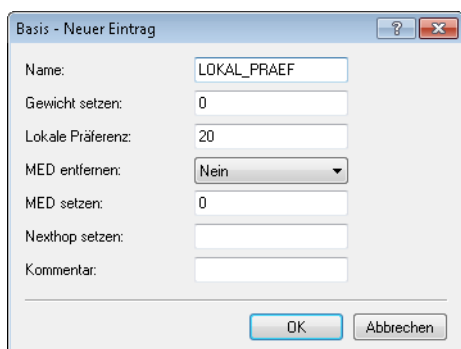 Basis - Neuer Eintrag
Name: LOKAL_PRAEF
Gewicht setzen: 0
Lokale Präferenz: 20
MED entfernen: Nein
MED setzen: 0
Nexthop setzen:
Kommentar:
OK Abbrechen